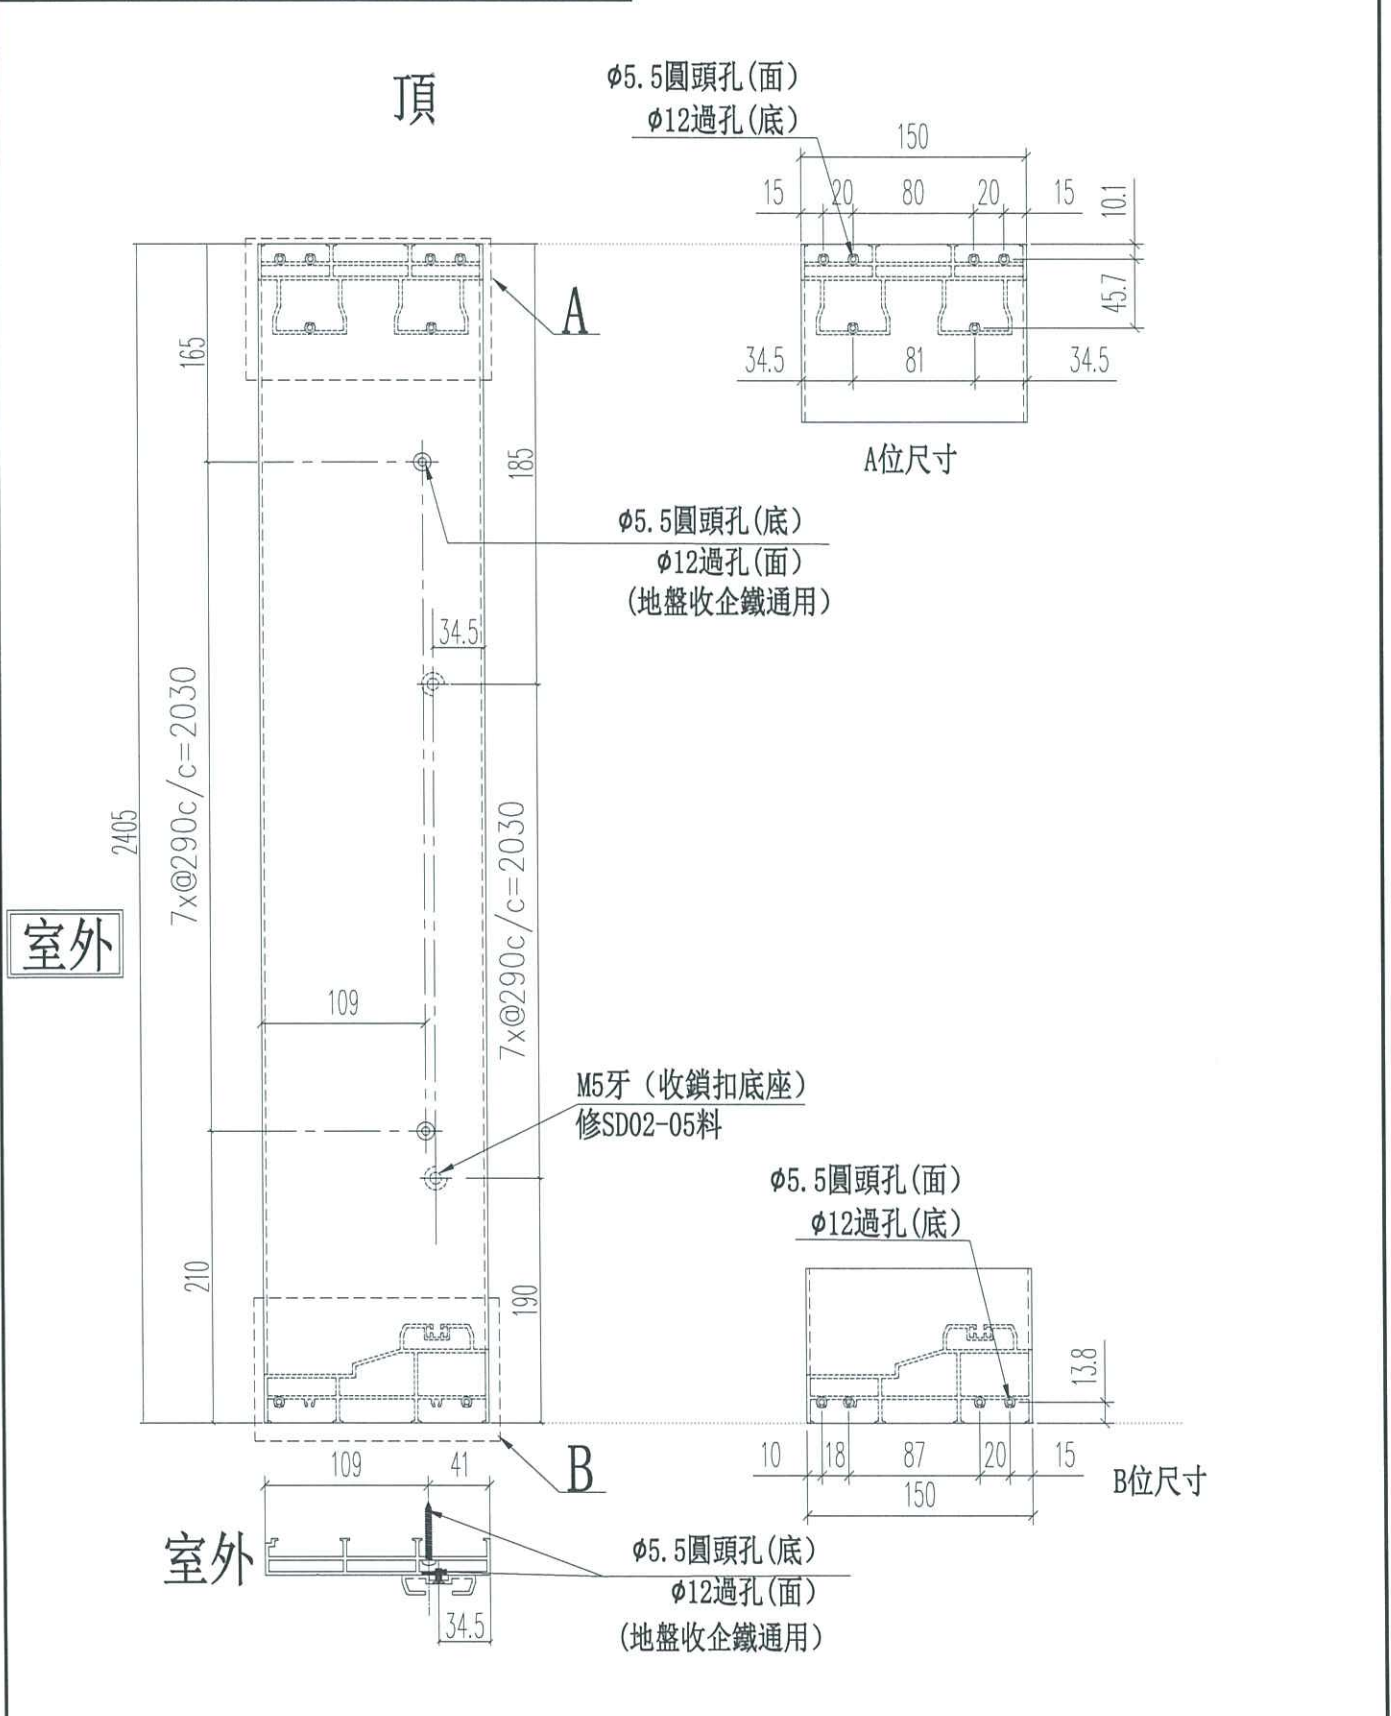 頂
ϕ5.5圓頭孔(面)
ϕ12過孔(底)
150
15
20
80
20
15
10.1
45.7
34.5
81
34.5
A位尺寸
A
165
185
ϕ5.5圓頭孔(底)
ϕ12過孔(面)
(地盤收企鐵通用)
34.5
7x@290c/c=2030
2405
7x@290c/c=2030
室外
109
M5牙（收鎖扣底座)
修SD02-05料
ϕ5.5圓頭孔(面)
ϕ12過孔(底)
210
190
13.8
10
18
87
20
15
150
B位尺寸
B
109
41
室外
ϕ5.5圓頭孔(底)
ϕ12過孔(面)
(地盤收企鐵通用)
34.5